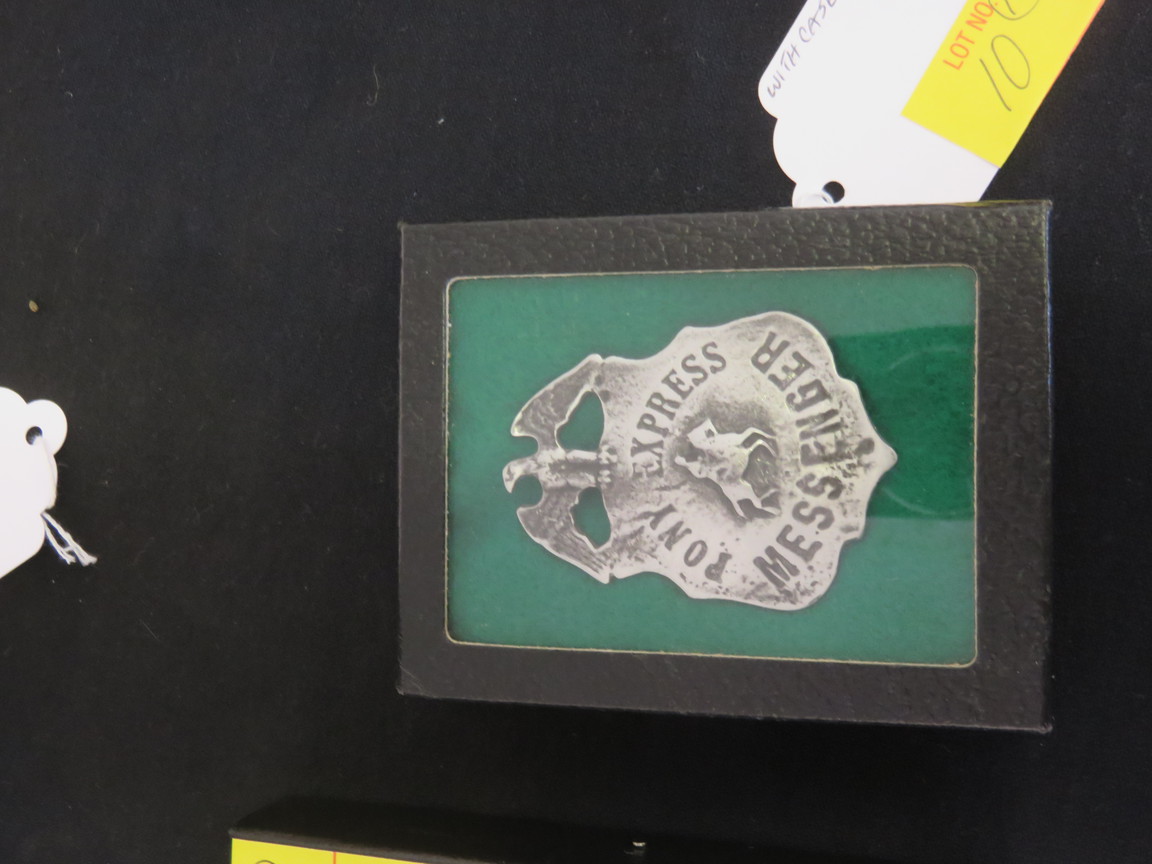 PONY EXPRESS
MESSENGER
WITH CASE
LOT NO.
10